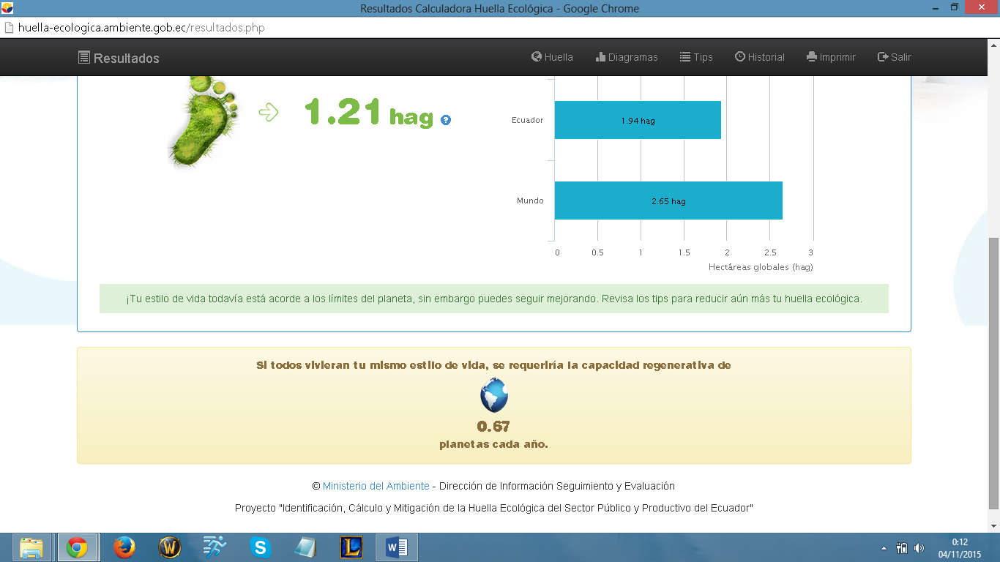 Resultados Calculadora Huella Ecológica - Google Chrome
huella-ecologica.ambiente.gob.ec/resultados.php
Resultados Huella Diagramas Tips Historial Imprimir Salir
1.21 hag ?
Ecuador
1.94 hag
Mundo
2.65 hag
0 0.5 1 1.5 2 2.5 3
Hectáreas globales (hag)
¡Tu estilo de vida todavía está acorde a los límites del planeta, sin embargo puedes seguir mejorando. Revisa los tips para reducir aún más tu huella ecológica.
Si todos vivieran tu mismo estilo de vida, se requeriría la capacidad regenerativa de
0.67
planetas cada año.
© Ministerio del Ambiente - Dirección de Información Seguimiento y Evaluación
Proyecto "Identificación, Cálculo y Mitigación de la Huella Ecológica del Sector Público y Productivo del Ecuador"
0:12
04/11/2015